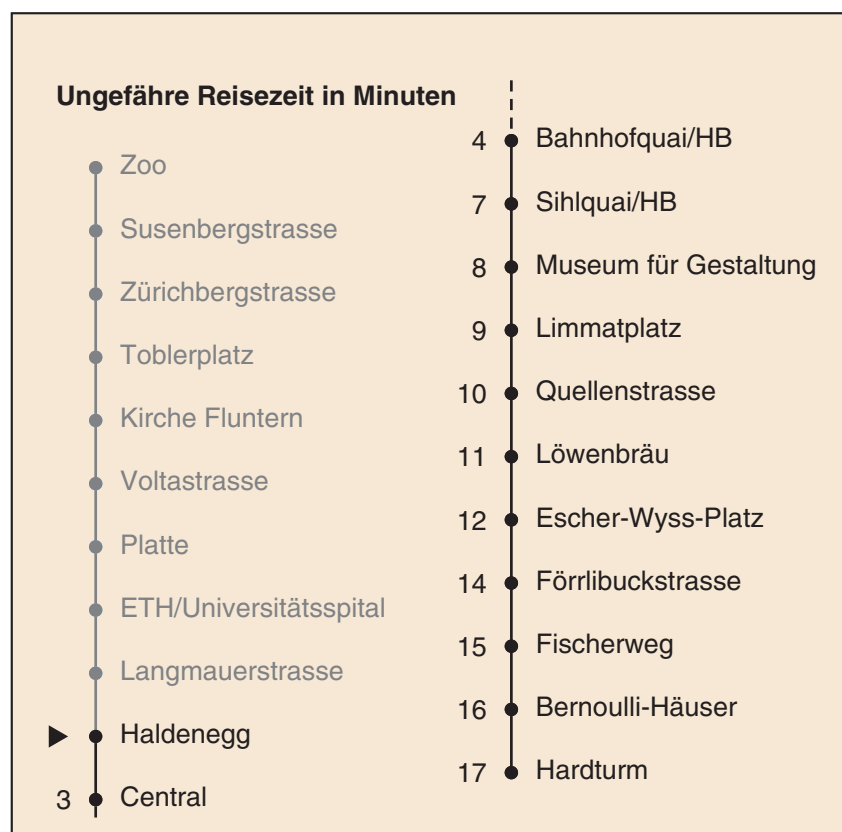 Ungefähre Reisezeit in Minuten
Zoo
Susenbergstrasse
Zürichbergstrasse
Toblerplatz
Kirche Fluntern
Voltastrasse
Platte
ETH/Universitätsspital
Langmauerstrasse
Haldenegg
3 Central
4 Bahnhofquai/HB
7 Sihlquai/HB
8 Museum für Gestaltung
9 Limmatplatz
10 Quellenstrasse
11 Löwenbräu
12 Escher-Wyss-Platz
14 Förrlibuckstrasse
15 Fischerweg
16 Bernoulli-Häuser
17 Hardturm